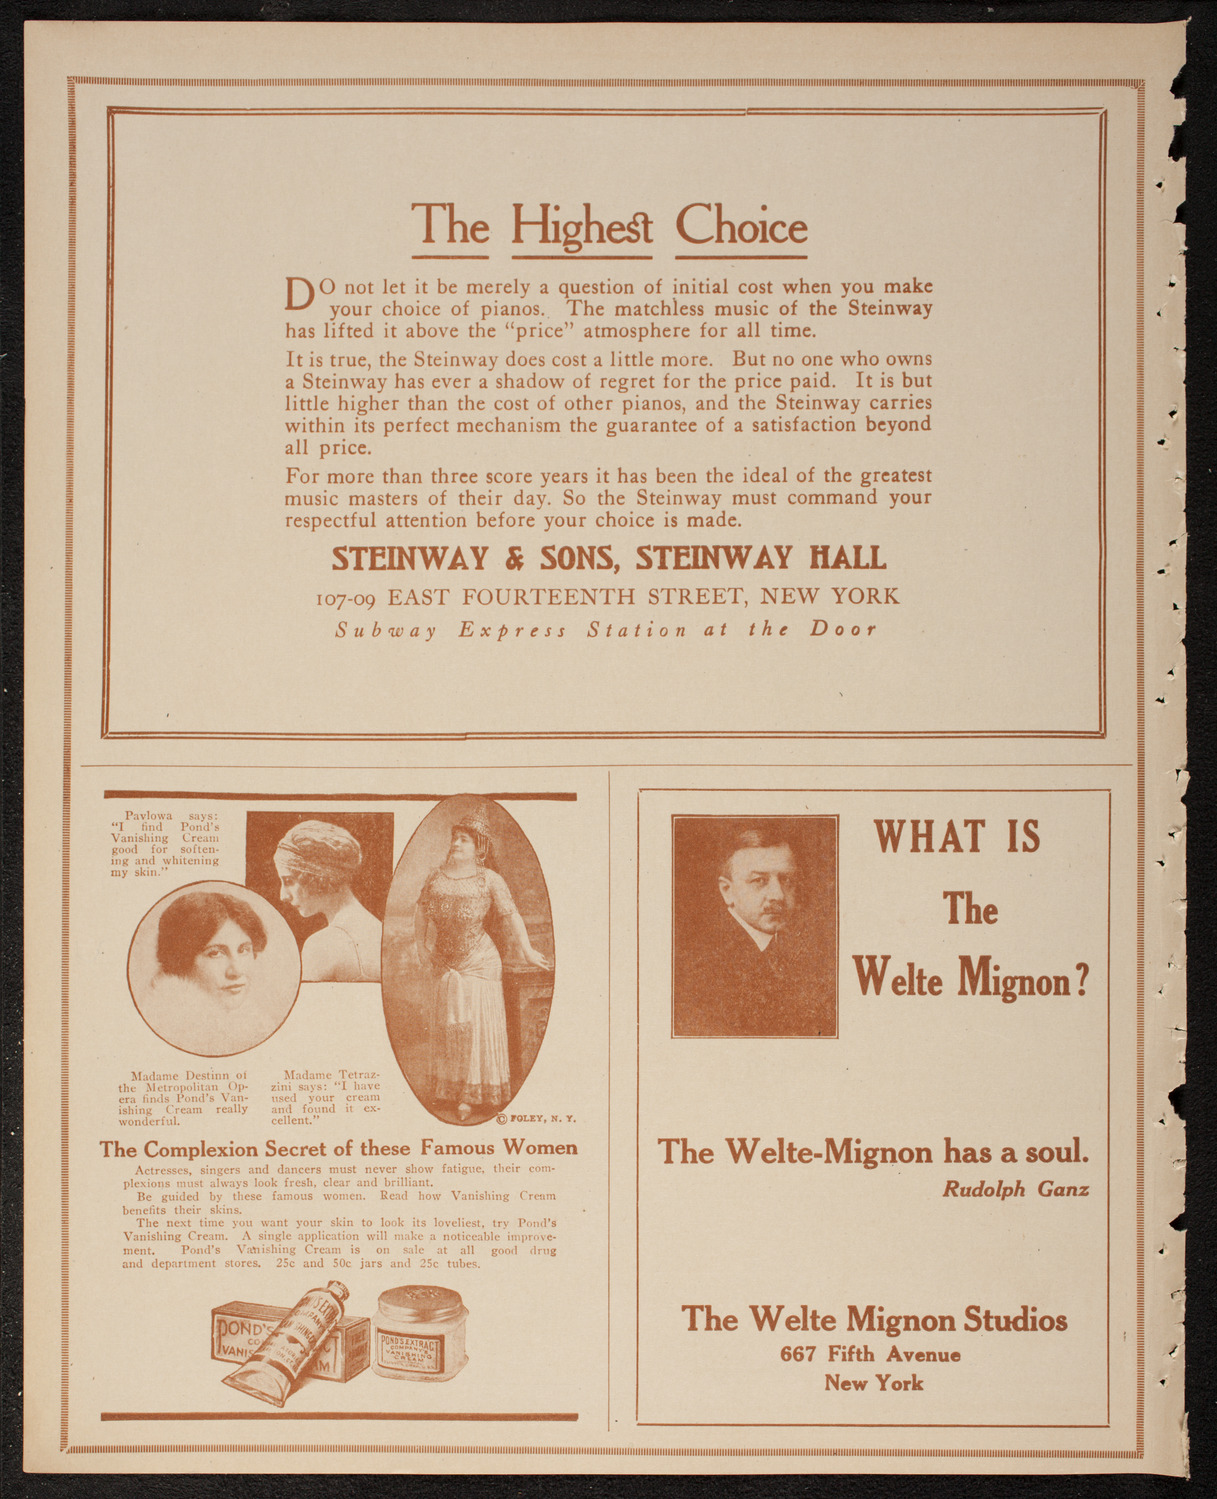 The Highest Choice
DO not let it be merely a question of initial cost when you make
your choice of pianos. The matchless music of the Steinway
has lifted it above the “price” atmosphere for all time.
It is true, the Steinway does cost a little more. But no one who owns
a Steinway has ever a shadow of regret for the price paid. It is but
little higher than the cost of other pianos, and the Steinway carries
within its perfect mechanism the guarantee of a satisfaction beyond
all price.
For more than three score years it has been the ideal of the greatest
music masters of their day. So the Steinway must command your
respectful attention before your choice is made.
STEINWAY & SONS, STEINWAY HALL
107-09 EAST FOURTEENTH STREET, NEW YORK
Subway Express Station at the Door
Pavlowa says:
“I find Pond's
Vanishing Cream
good for soften-
ing and whitening
my skin.”
Madame Destinn of
the Metropolitan Op-
era finds Pond's Van-
ishing Cream really
wonderful.
Madame Tetraz-
zini says: “I have
used your cream
and found it ex-
cellent.”
© FOLEY, N. Y.
The Complexion Secret of these Famous Women
Actresses, singers and dancers must never show fatigue, their com-
plexions must always look fresh, clear and brilliant.
Be guided by these famous women. Read how Vanishing Cream
benefits their skins.
The next time you want your skin to look its loveliest, try Pond's
Vanishing Cream. A single application will make a noticeable improve-
ment. Pond's Vanishing Cream is on sale at all good drug
and department stores. 25c and 50c jars and 25c tubes.
POND'S
VANIS
POND'S EXTRACT
COMPANY'S
VANISHING
CREAM
WHAT IS
The
Welte Mignon?
The Welte-Mignon has a soul.
Rudolph Ganz
The Welte Mignon Studios
667 Fifth Avenue
New York